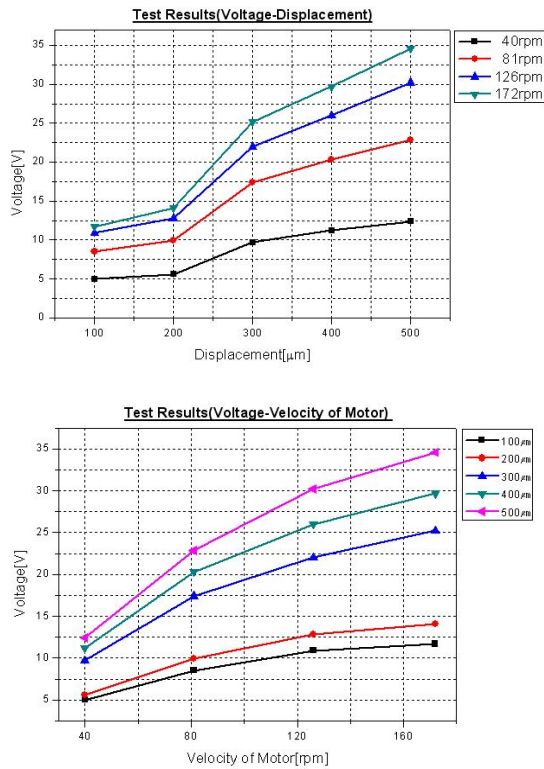 Test Results(Voltage-Displacement)
40rpm
81rpm
126rpm
172rpm
35
30
25
20
15
10
5
0
Voltage[V]
100 200 300 400 500
Displacement[μm]
Test Results(Voltage-Velocity of Motor)
100㎛
200㎛
300㎛
400㎛
500㎛
35
30
25
20
15
10
5
Voltage[V]
40 80 120 160
Velocity of Motor[rpm]